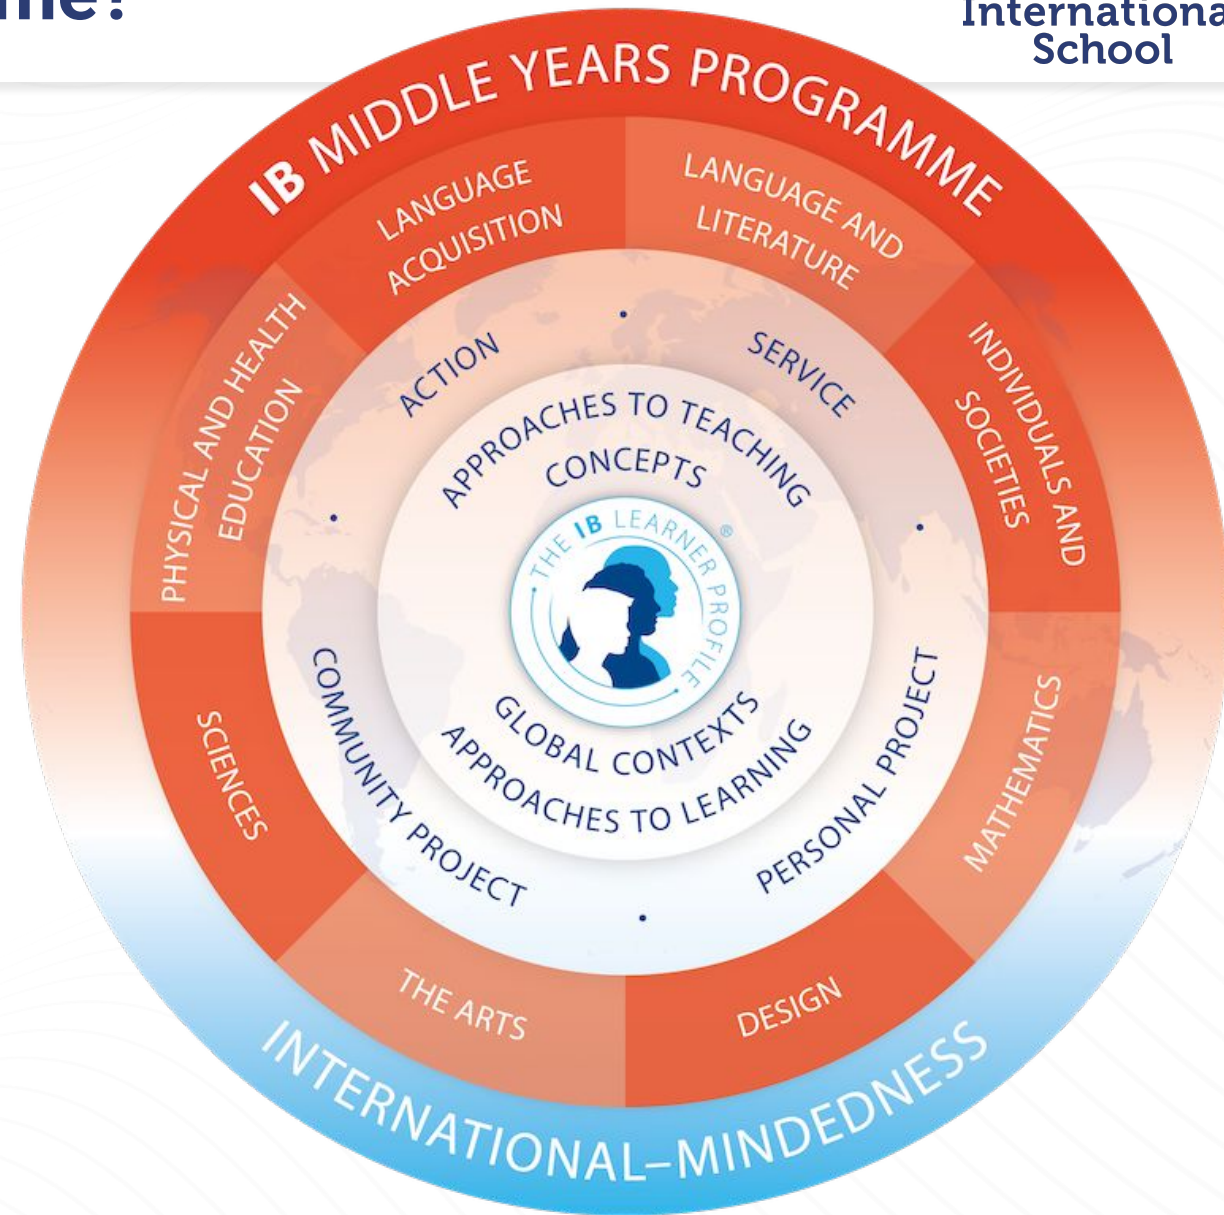 me?
Internationa
School
IB MIDDLE YEARS PROGRAMME
LANGUAGE
ACQUISITION
LANGUAGE AND
LITERATURE
PHYSICAL AND HEALTH
EDUCATION
INDIVIDUALS AND
SOCIETIES
SCIENCES
MATHEMATICS
THE ARTS
DESIGN
ACTION
SERVICE
COMMUNITY PROJECT
PERSONAL PROJECT
APPROACHES TO TEACHING
CONCEPTS
THE IB LEARNER PROFILE ®
GLOBAL CONTEXTS
APPROACHES TO LEARNING
INTERNATIONAL–MINDEDNESS